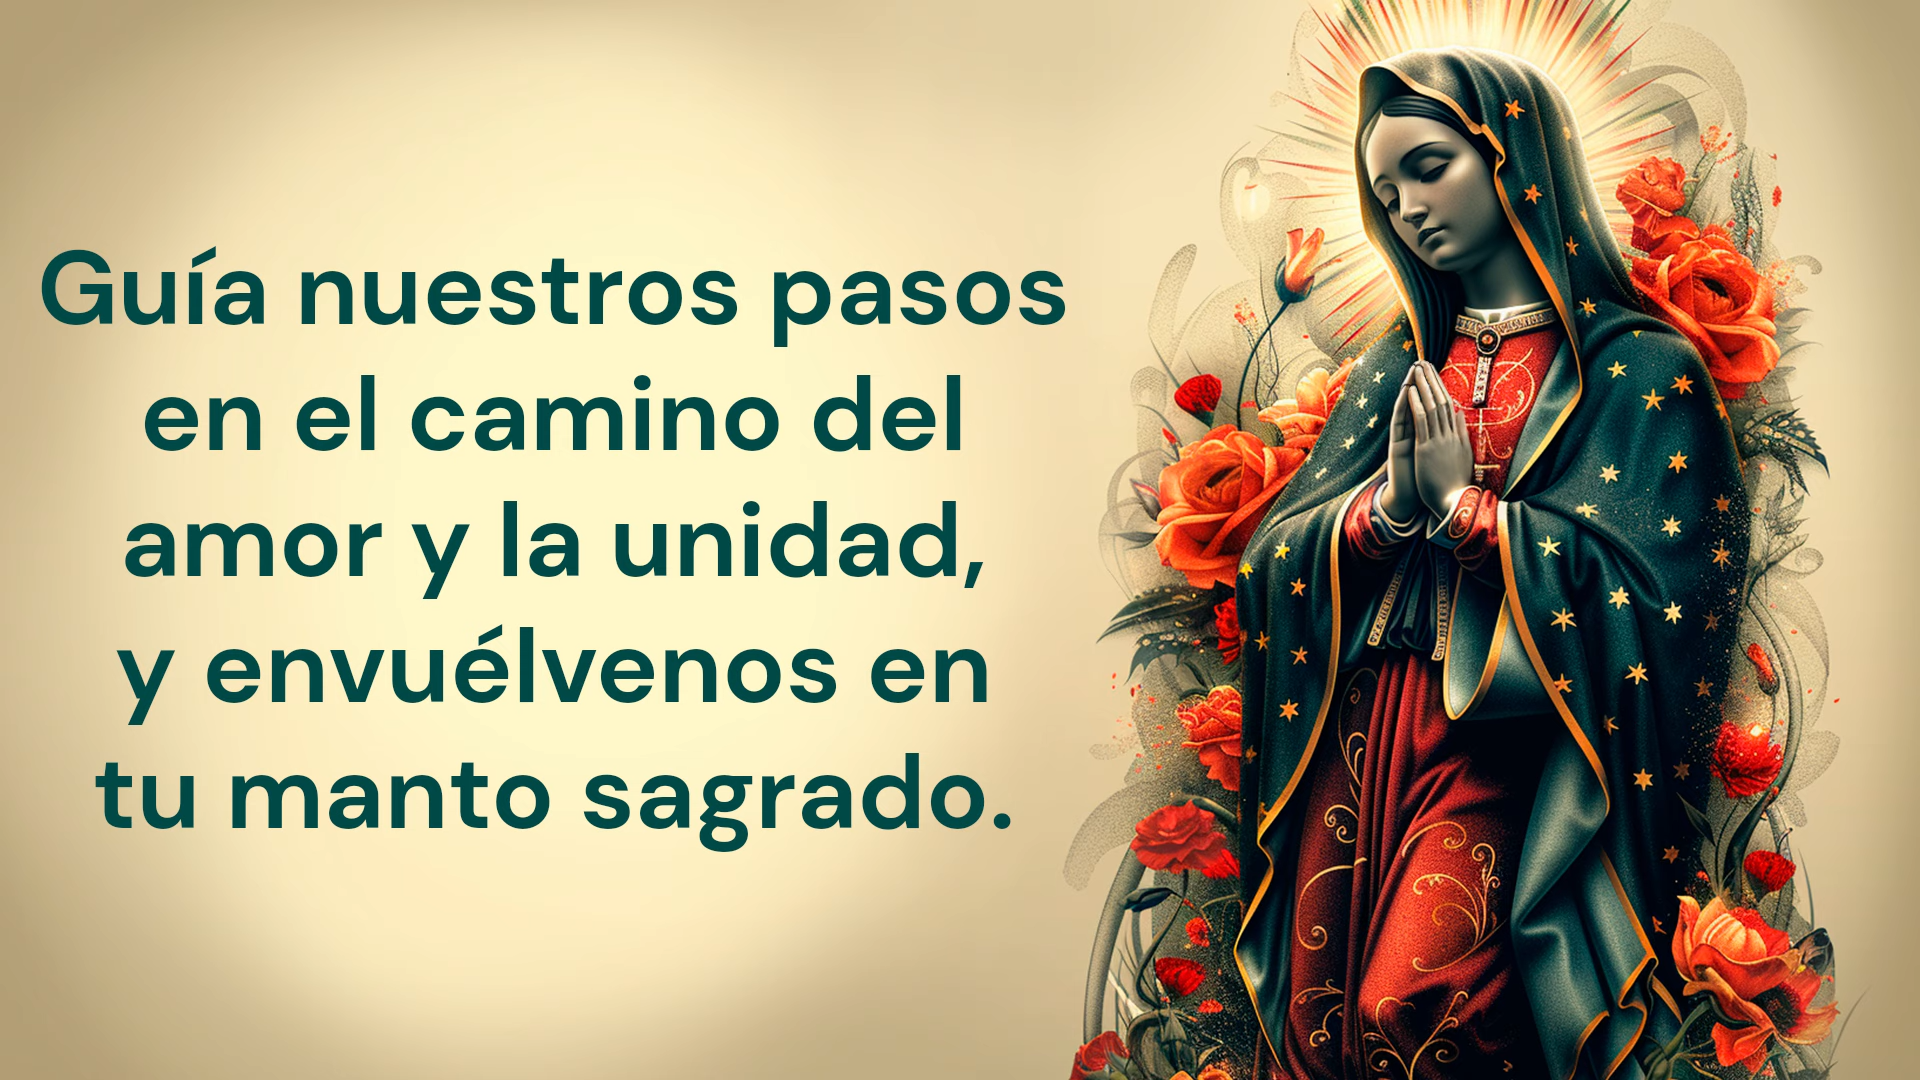 Guía nuestros pasos
en el camino del
amor y la unidad,
y envuélvenos en
tu manto sagrado.